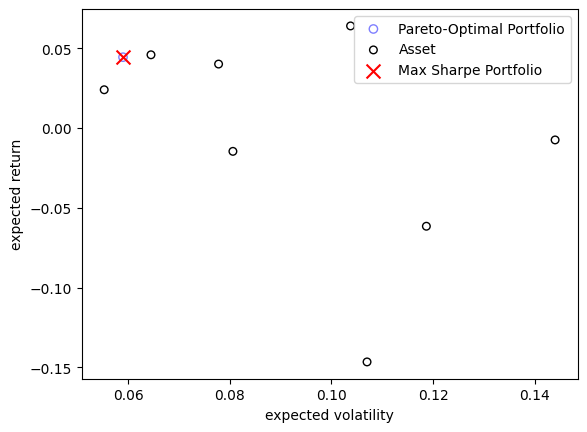 Pareto-Optimal Portfolio
Asset
Max Sharpe Portfolio
0.05
0.00
−0.05
−0.10
−0.15
expected return
0.06
0.08
0.10
0.12
0.14
expected volatility